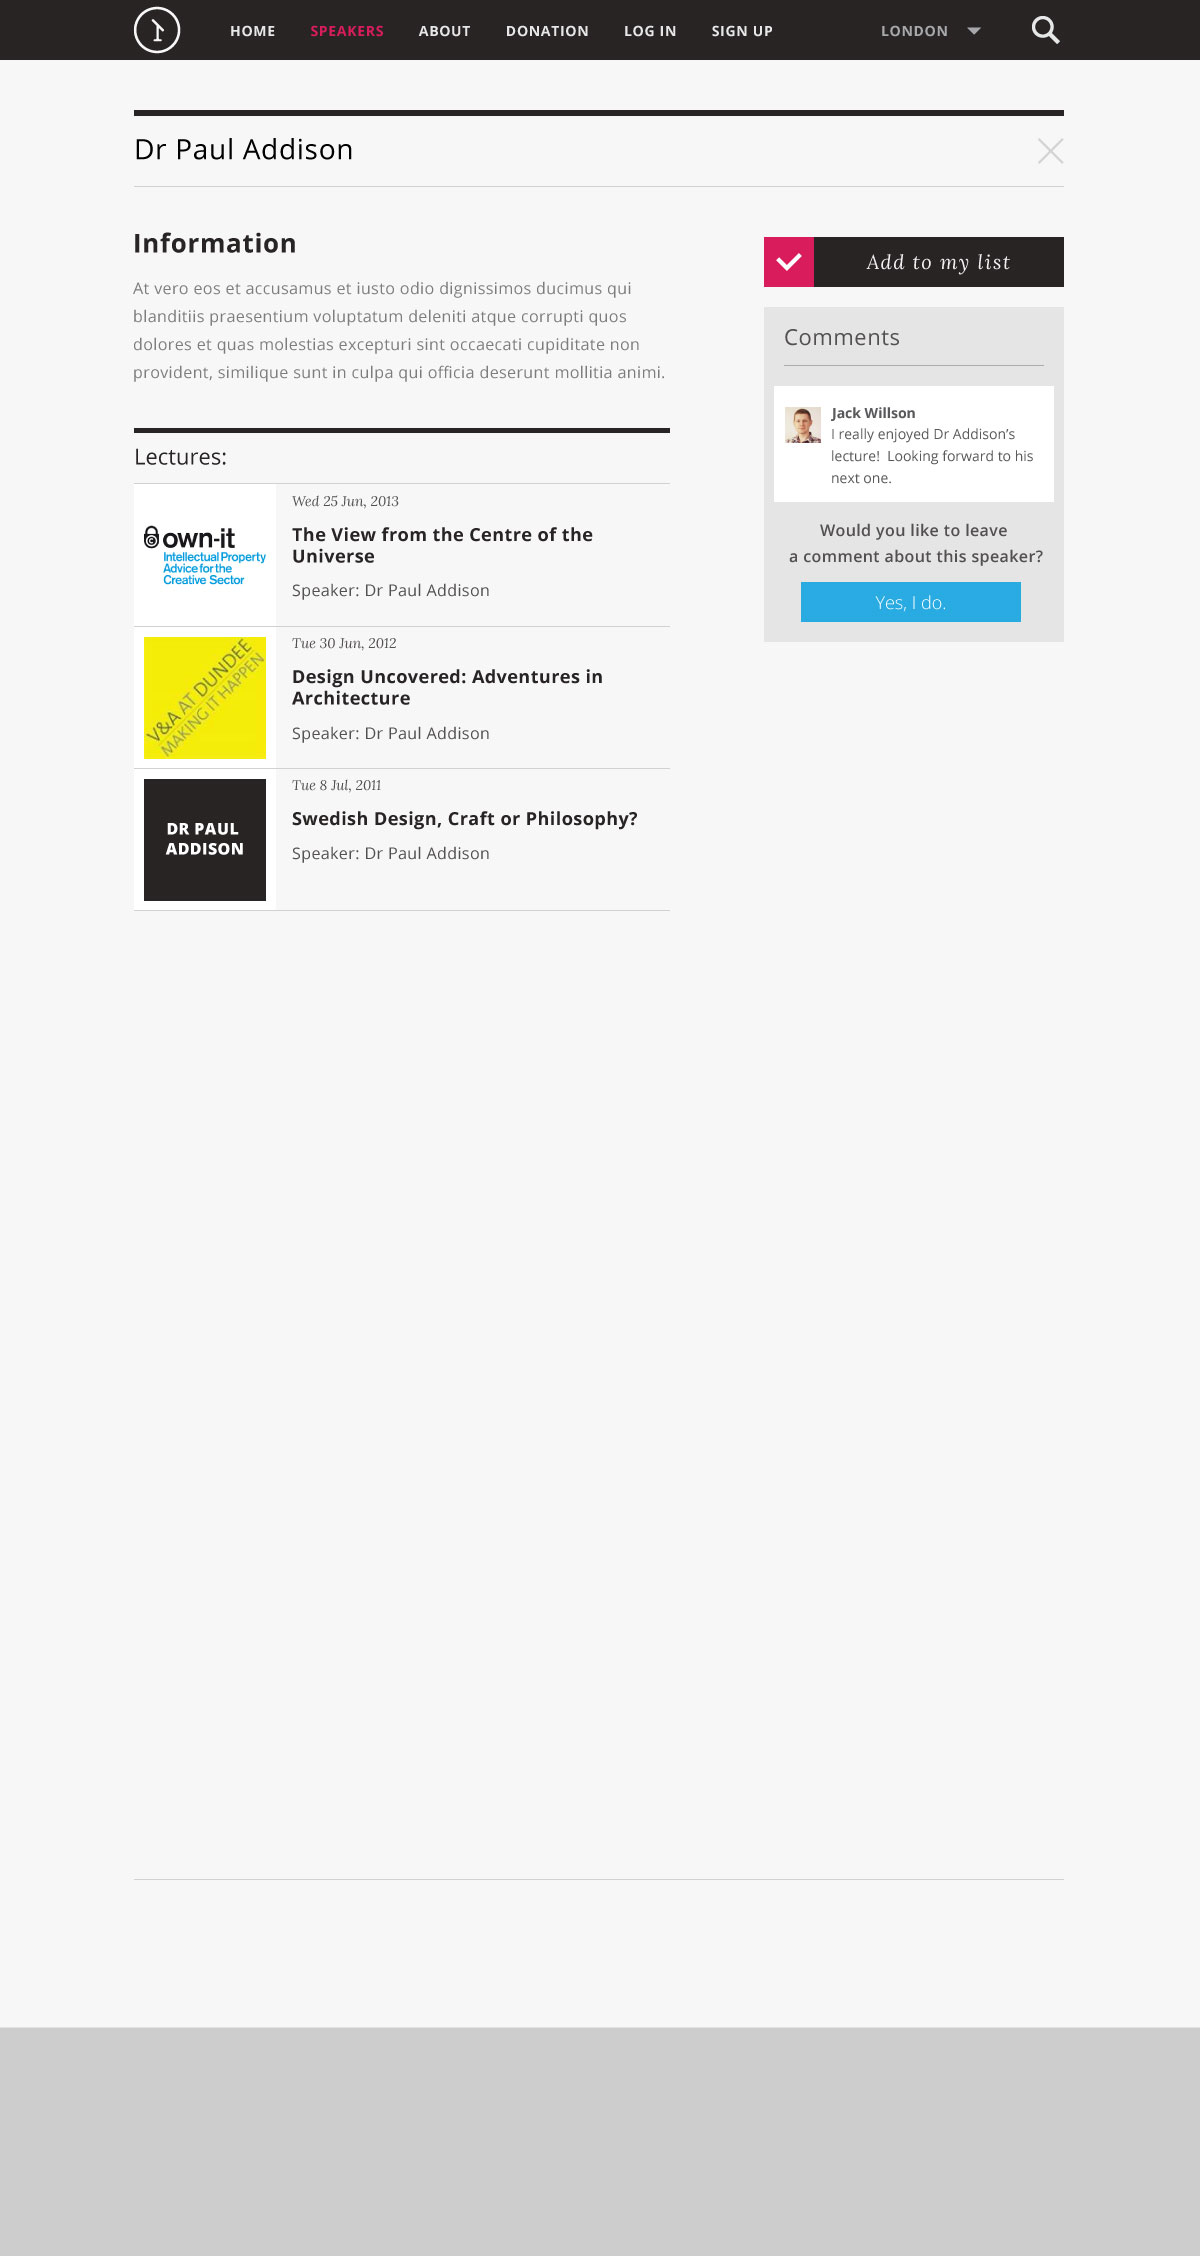 HOME SPEAKERS ABOUT DONATION LOG IN SIGN UP LONDON
Dr Paul Addison
Information
At vero eos et accusamus et iusto odio dignissimos ducimus qui
blanditiis praesentium voluptatum deleniti atque corrupti quos
dolores et quas molestias excepturi sint occaecati cupiditate non
provident, similique sunt in culpa qui officia deserunt mollitia animi.
Lectures:
own-it
Intellectual Property
Advice for the
Creative Sector
Wed 25 Jun, 2013
The View from the Centre of the
Universe
Speaker: Dr Paul Addison
V&A AT DUNDEE
MAKING IT HAPPEN
Tue 30 Jun, 2012
Design Uncovered: Adventures in
Architecture
Speaker: Dr Paul Addison
DR PAUL
ADDISON
Tue 8 Jul, 2011
Swedish Design, Craft or Philosophy?
Speaker: Dr Paul Addison
Add to my list
Comments
Jack Willson
I really enjoyed Dr Addison's
lecture!  Looking forward to his
next one.
Would you like to leave
a comment about this speaker?
Yes, I do.